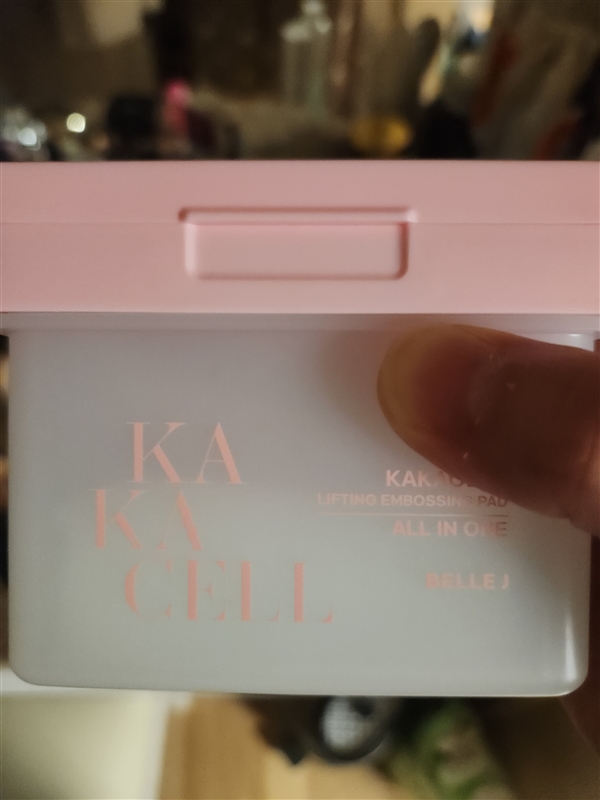 KA
KA
CELL
LIFTING EMBOSSING PAD
ALL IN ONE
BELLE J